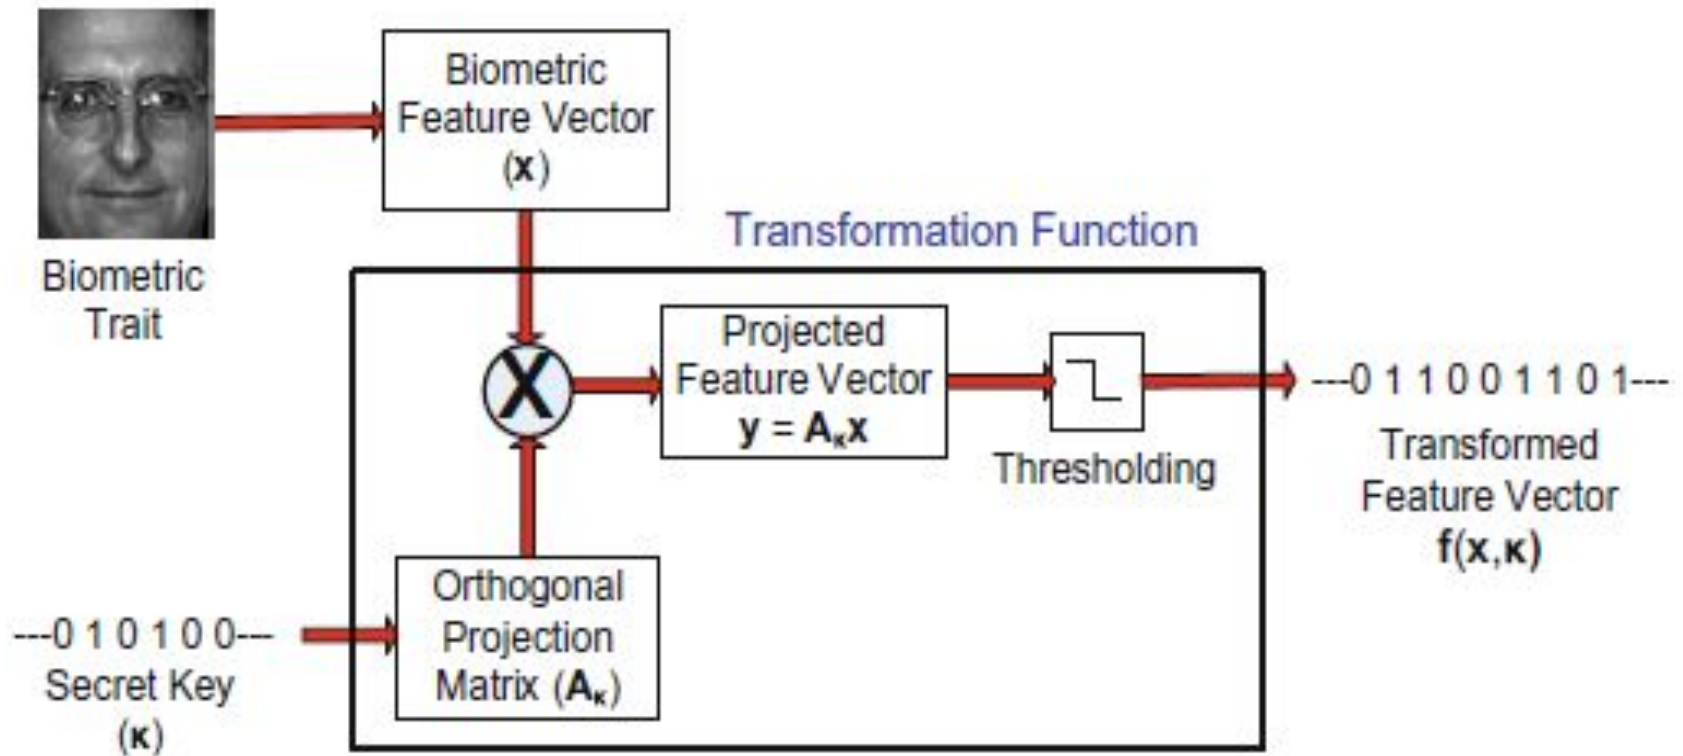 Biometric
Feature Vector
(x)
Transformation Function
Biometric
Trait
Projected
Feature Vector
y = Aκx
Thresholding
---0 1 1 0 0 1 1 0 1---
Transformed
Feature Vector
f(x,κ)
Orthogonal
Projection
Matrix (Aκ)
---0 1 0 1 0 0---
Secret Key
(κ)
X